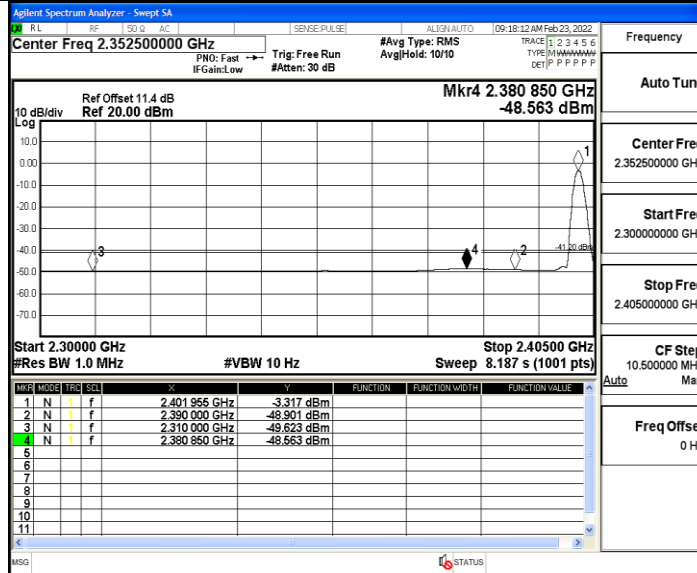 Agilent Spectrum Analyzer - Swept SA
RL RF 50 Ω AC SENSE:PULSE ALIGNAUTO 09:18:12 AM Feb 23, 2022
Center Freq 2.352500000 GHz #Avg Type: RMS TRACE 1 2 3 4 5 6
PNO: Fast Trig: Free Run Avg|Hold: 10/10 TYPE MWWWWW
IFGain:Low #Atten: 30 dB DET P P P P P P
Mkr4 2.380 850 GHz
-48.563 dBm
Ref Offset 11.4 dB
10 dB/div Ref 20.00 dBm
Log
10.0
0.00
-10.0
-20.0
-30.0
-40.0
-50.0
-60.0
-70.0
1
2
3
4
-41.20 dBm
Start 2.30000 GHz Stop 2.40500 GHz
#Res BW 1.0 MHz #VBW 10 Hz Sweep 8.187 s (1001 pts)
MKR MODE TRC SCL X Y FUNCTION FUNCTION WIDTH FUNCTION VALUE
1 N 1 f 2.401 955 GHz -3.317 dBm
2 N 1 f 2.390 000 GHz -48.901 dBm
3 N 1 f 2.310 000 GHz -49.623 dBm
4 N 1 f 2.380 850 GHz -48.563 dBm
5
6
7
8
9
10
11
MSG STATUS
Frequency
Auto Tun
Center Fre
2.352500000 GH
Start Fre
2.300000000 GH
Stop Fre
2.405000000 GH
CF Step
10.500000 MH
Auto Ma
Freq Offse
0 H